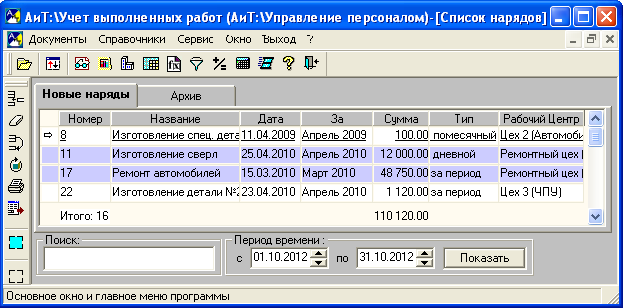 АиТ:\Учет выполненных работ (АиТ:\Управление персоналом)-[Список нарядов]
Документы Справочники Сервис Окно Выход ?
Новые наряды Архив
Номер Название Дата За Сумма Тип Рабочий Центр
8 Изготовление спец. дета 11.04.2009 Апрель 2009 100.00 помесячный Цех 2 (Автомоби
11 Изготовление сверл 25.04.2010 Апрель 2010 12 000.00 дневной Ремонтный цех (
17 Ремонт автомобилей 15.03.2010 Март 2010 48 750.00 за период Ремонтный цех (
22 Изготовление детали №2 23.04.2010 Апрель 2010 1 120.00 за период Цех 3 (ЧПУ)
Итого: 16 110 120.00
Поиск: Период времени :
с 01.10.2012 по 31.10.2012 Показать
Основное окно и главное меню программы